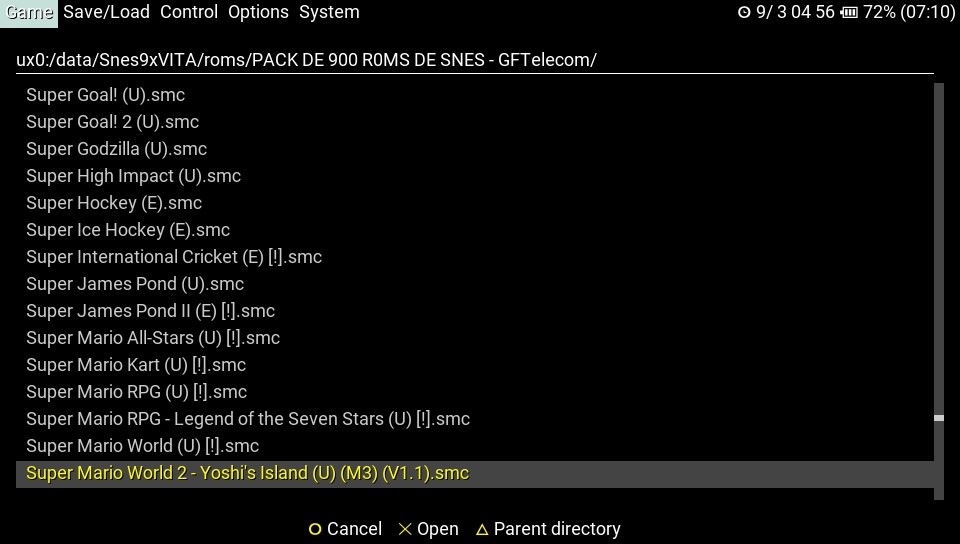 Game Save/Load Control Options System 9/ 3 04 56 72% (07:10)
ux0:/data/Snes9xVITA/roms/PACK DE 900 R0MS DE SNES - GFTelecom/
Super Goal! (U).smc
Super Goal! 2 (U).smc
Super Godzilla (U).smc
Super High Impact (U).smc
Super Hockey (E).smc
Super Ice Hockey (E).smc
Super International Cricket (E) [!].smc
Super James Pond (U).smc
Super James Pond II (E) [!].smc
Super Mario All-Stars (U) [!].smc
Super Mario Kart (U) [!].smc
Super Mario RPG (U) [!].smc
Super Mario RPG - Legend of the Seven Stars (U) [!].smc
Super Mario World (U) [!].smc
Super Mario World 2 - Yoshi's Island (U) (M3) (V1.1).smc
Cancel Open Parent directory